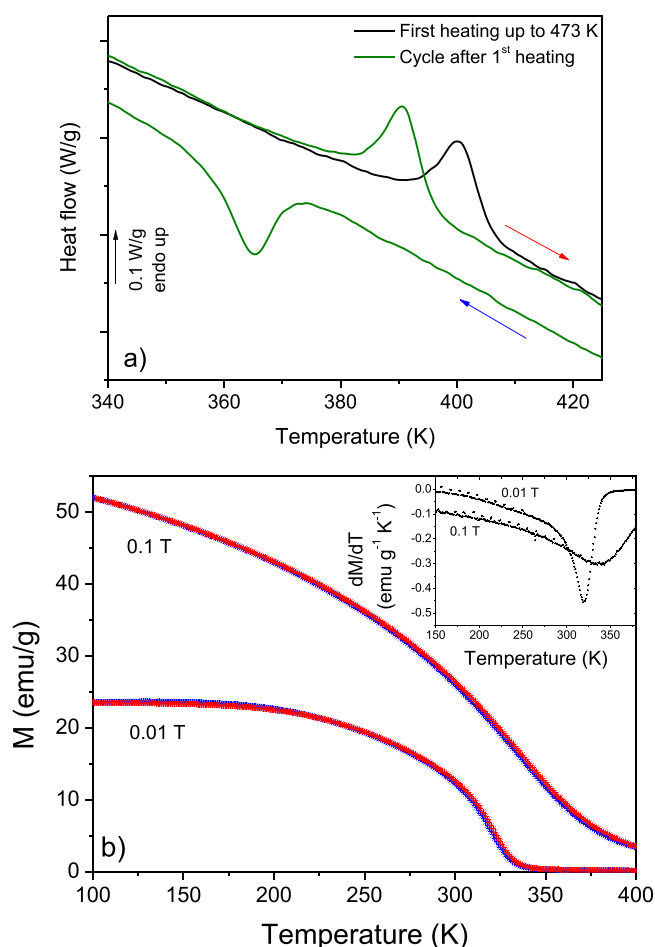 First heating up to 473 K
Cycle after 1st heating
Heat flow (W/g)
0.1 W/g
endo up
a)
340 360 380 400 420
Temperature (K)
50
40
30
20
10
0
M (emu/g)
0.1 T
0.01 T
b)
0.0
-0.1
-0.2
-0.3
-0.4
-0.5
dM/dT
(emu g-1 K-1)
0.01 T
0.1 T
150 200 250 300 350
Temperature (K)
100 150 200 250 300 350 400
Temperature (K)